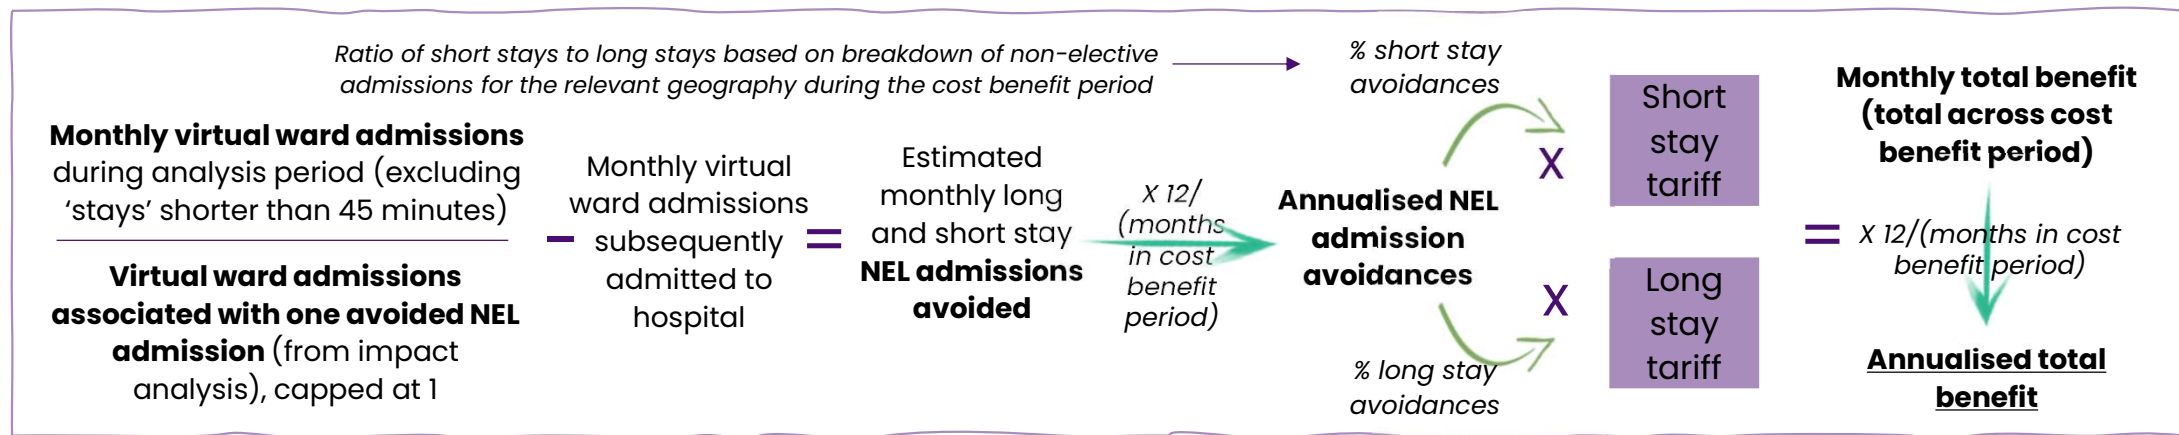 Ratio of short stays to long stays based on breakdown of non-elective
admissions for the relevant geography during the cost benefit period
% short stay
avoidances
Monthly virtual ward admissions
during analysis period (excluding
‘stays’ shorter than 45 minutes)
Virtual ward admissions
associated with one avoided NEL
admission (from impact
analysis), capped at 1
–
Monthly virtual
ward admissions
subsequently
admitted to
hospital
=
Estimated
monthly long
and short stay
NEL admissions
avoided
X 12/
(months
in cost
benefit
period)
Annualised NEL
admission
avoidances
% long stay
avoidances
X
Short
stay
tariff
X
Long
stay
tariff
=
Monthly total benefit
(total across cost
benefit period)
X 12/(months in cost
benefit period)
Annualised total
benefit